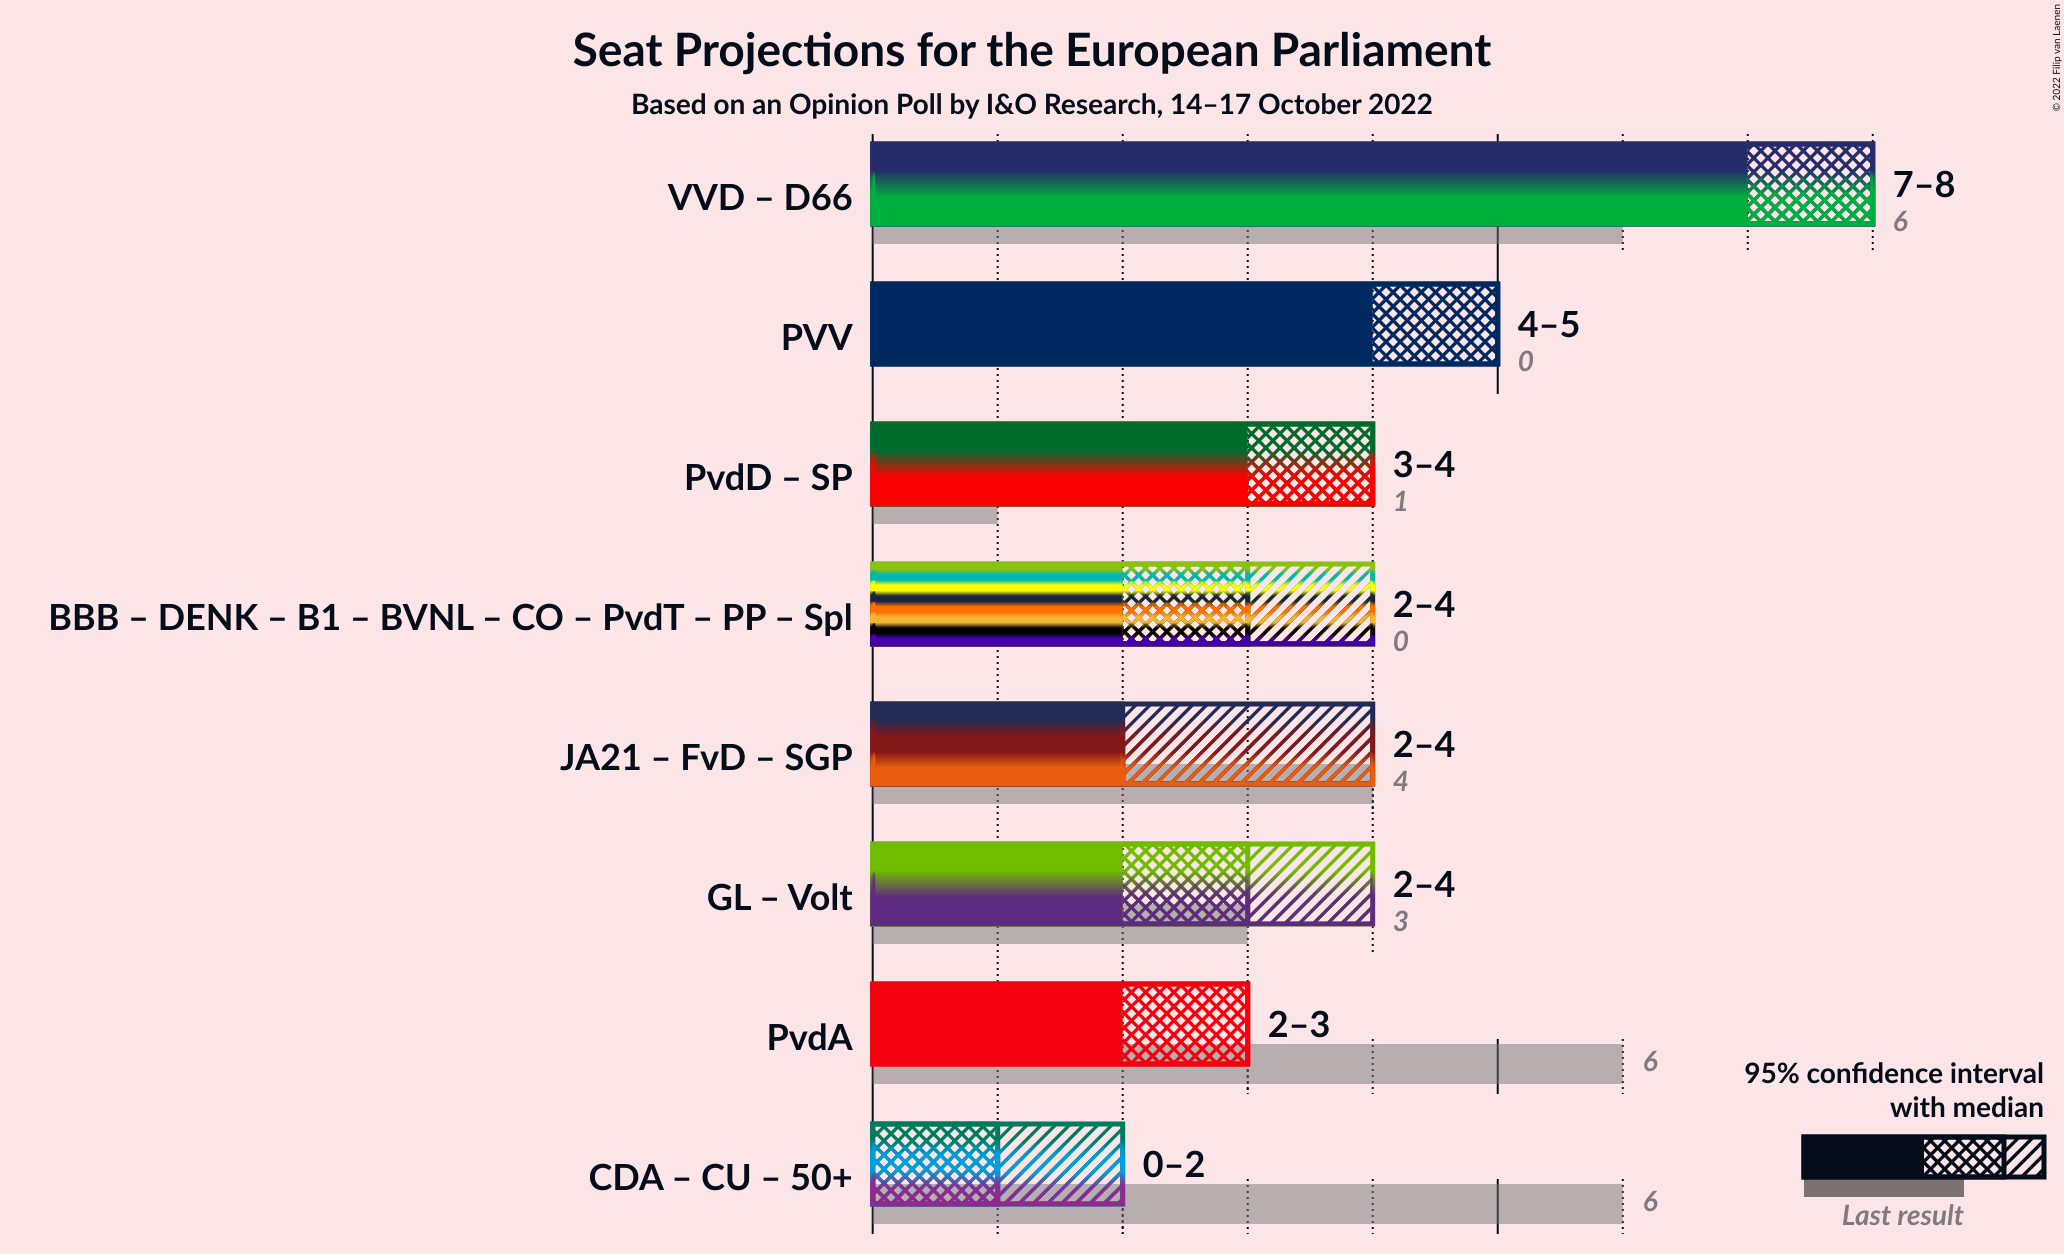 Seat Projections for the European Parliament
Based on an Opinion Poll by I&O Research, 14–17 October 2022
© 2022 Filip van Laenen
VVD – D66
7–8
6
PVV
4–5
0
PvdD – SP
3–4
1
BBB – DENK – B1 – BVNL – CO – PvdT – PP – Spl
2–4
0
JA21 – FvD – SGP
2–4
4
GL – Volt
2–4
3
PvdA
2–3
6
CDA – CU – 50+
0–2
6
95% confidence interval
with median
Last result